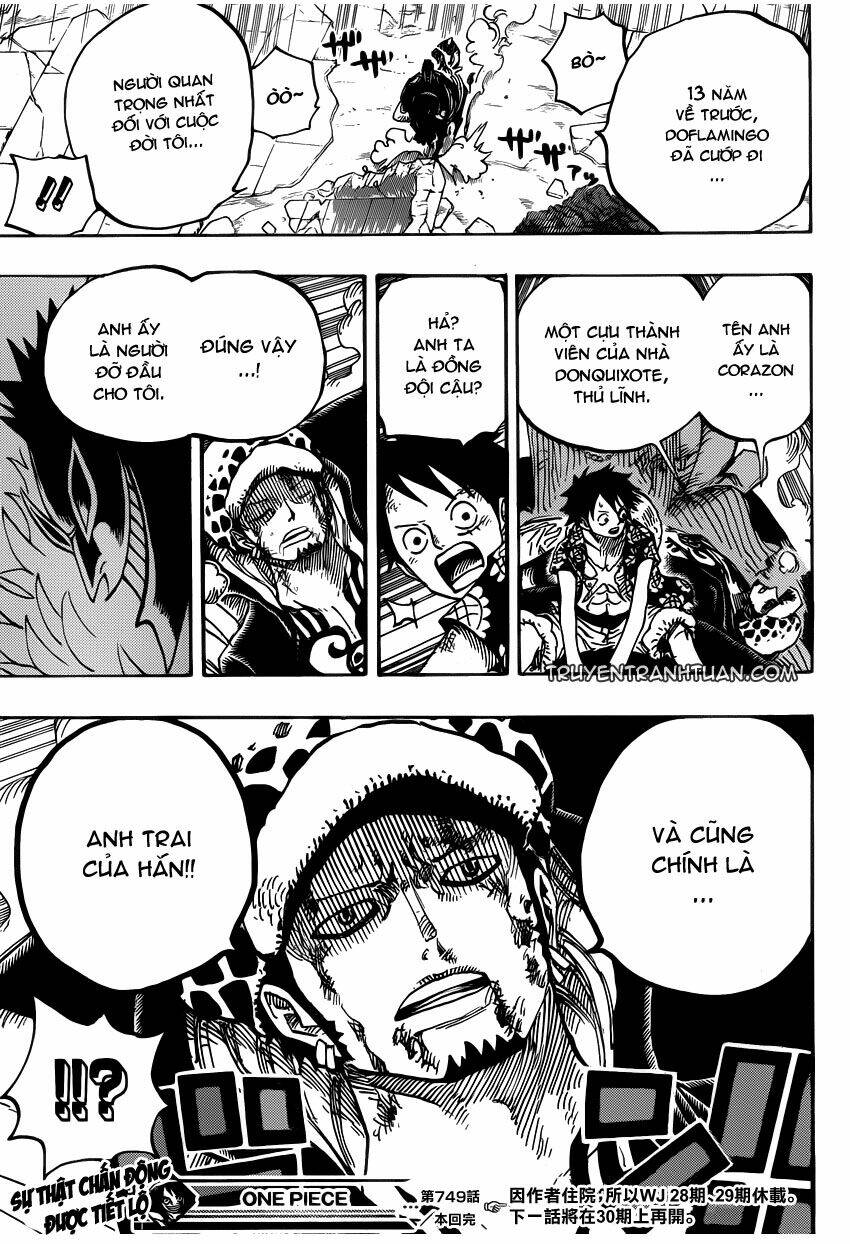 13 NĂM
VỀ TRƯỚC,
DOFLAMINGO
ĐÃ CƯỚP ĐI
...
BÒ~
ÒÒ~
NGƯỜI QUAN
TRỌNG NHẤT
ĐỐI VỚI CUỘC
ĐỜI TÔI...
!!
TÊN ANH
ẤY LÀ
CORAZON
...
MỘT CỰU THÀNH
VIÊN CỦA NHÀ
DONQUIXOTE,
THỦ LĨNH.
HẢ?
ANH TA
LÀ ĐỒNG
ĐỘI CẬU?
ĐÚNG VẬY
...!
ANH ẤY
LÀ NGƯỜI
ĐỠ ĐẦU
CHO TÔI.
TRUYENTRANHTUAN.COM
VÀ CŨNG
CHÍNH LÀ
...
ANH TRAI
CỦA HẮN!!
!!?
SỰ THẬT CHẤN ĐỘNG
ĐƯỢC TIẾT LỘ
ONE PIECE
第749話
／本回完
☞因作者住院，所以WJ 28期、29期休載。
下一話將在30期上再開。